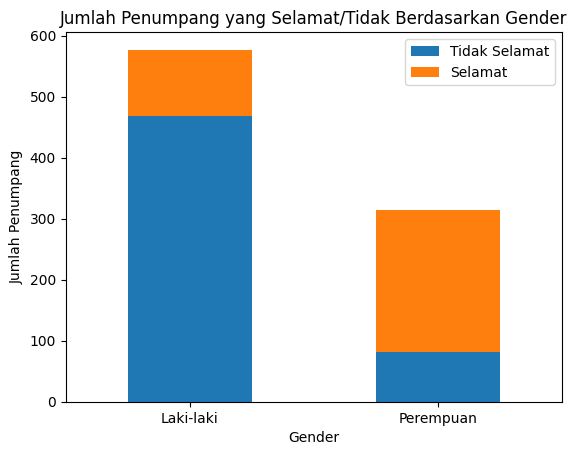 Jumlah Penumpang yang Selamat/Tidak Berdasarkan Gender
Tidak Selamat
Selamat
Jumlah Penumpang
600
500
400
300
200
100
0
Laki-laki
Perempuan
Gender